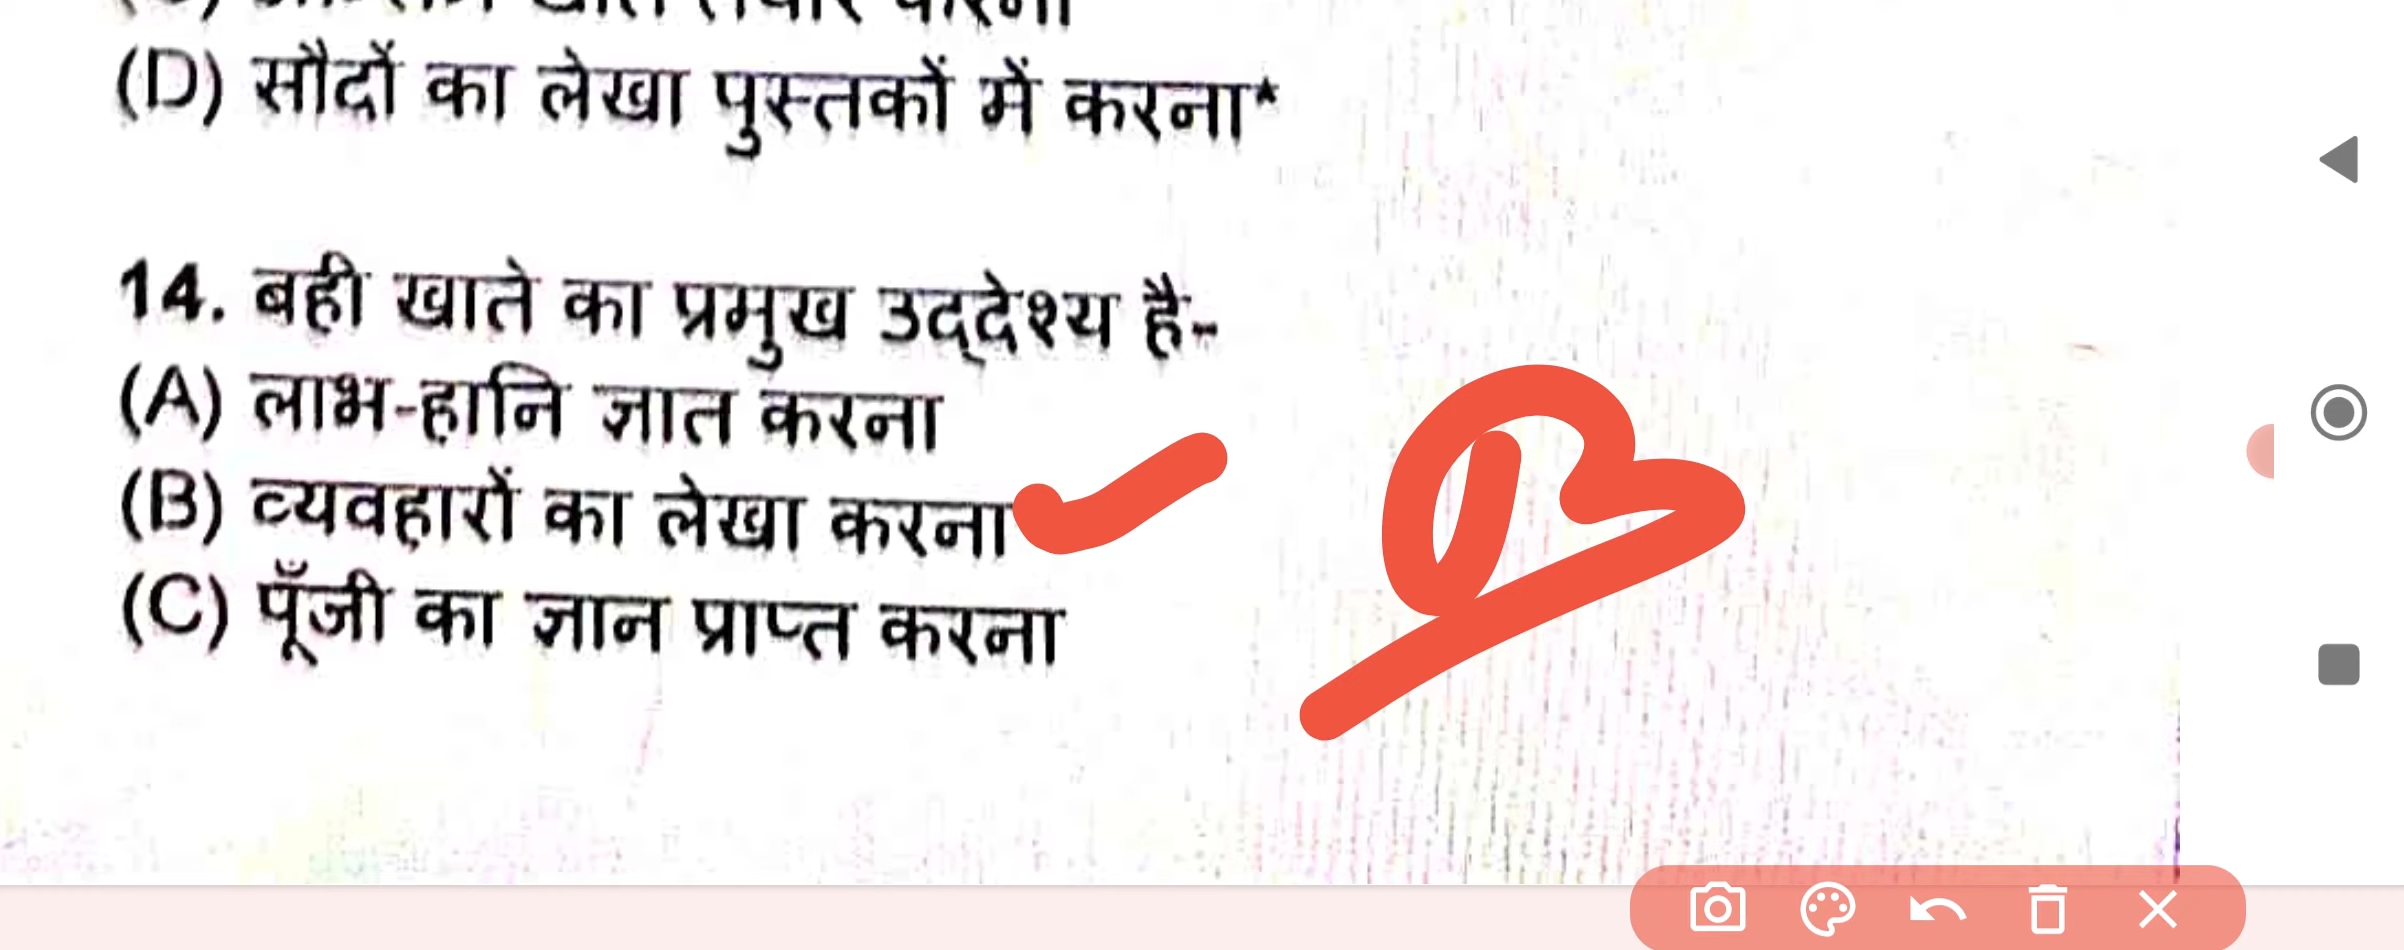 (D) सौदों का लेखा पुस्तकों में करना*
14. बही खाते का प्रमुख उद्देश्य है-
(A) लाभ-हानि ज्ञात करना
(B) व्यवहारों का लेखा करना
(C) पूँजी का ज्ञान प्राप्त करना
B